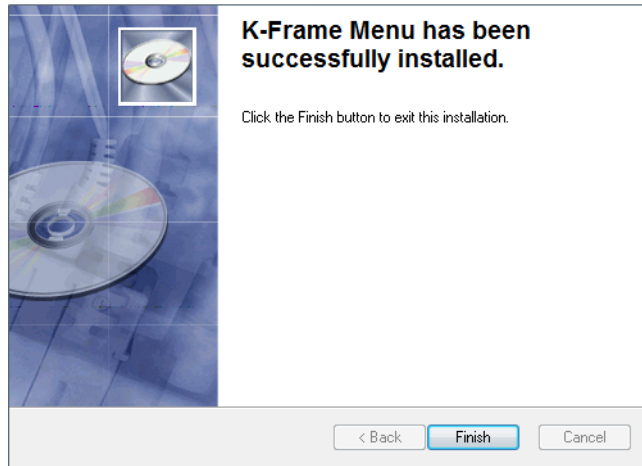 K-Frame Menu has been
successfully installed.
Click the Finish button to exit this installation.
< Back
Finish
Cancel